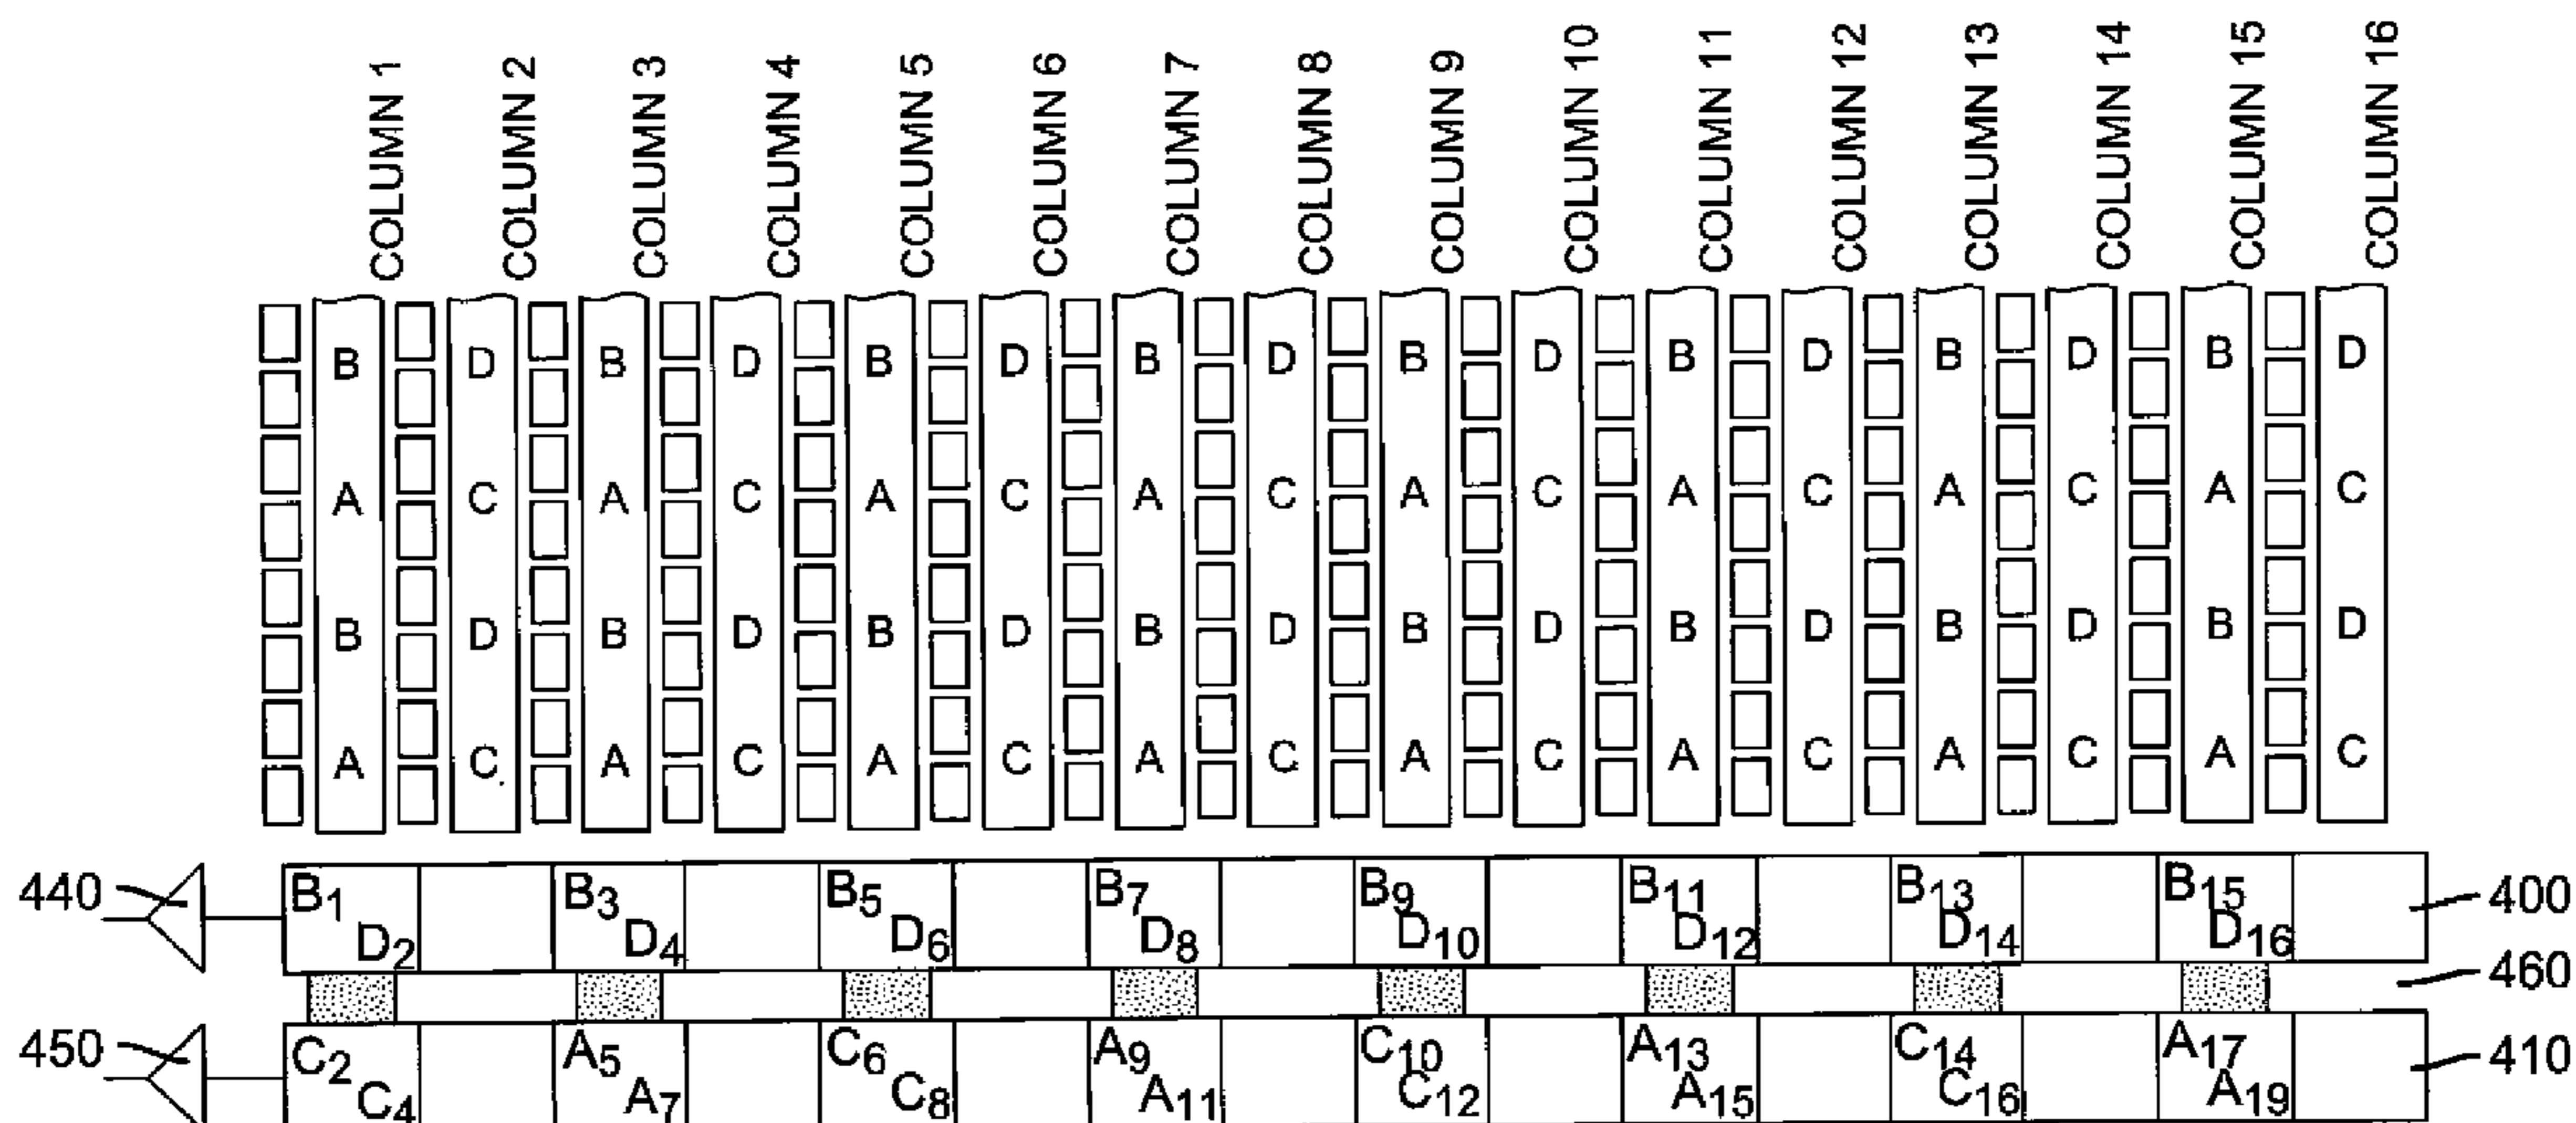 COLUMN 1 COLUMN 2 COLUMN 3 COLUMN 4 COLUMN 5 COLUMN 6 COLUMN 7 COLUMN 8 COLUMN 9 COLUMN 10 COLUMN 11 COLUMN 12 COLUMN 13 COLUMN 14 COLUMN 15 COLUMN 16
B D B D B D B D B D B D B D B D
A C A C A C A C A C A C A C A C
B D B D B D B D B D B D B D B D
A C A C A C A C A C A C A C A C
440 B1 B3 B5 B7 B9 B11 B13 B15 400
D2 D4 D6 D8 D10 D12 D14 D16
460
450 C2 A5 C6 A9 C10 A13 C14 A17 410
C4 A7 C8 A11 C12 A15 C16 A19